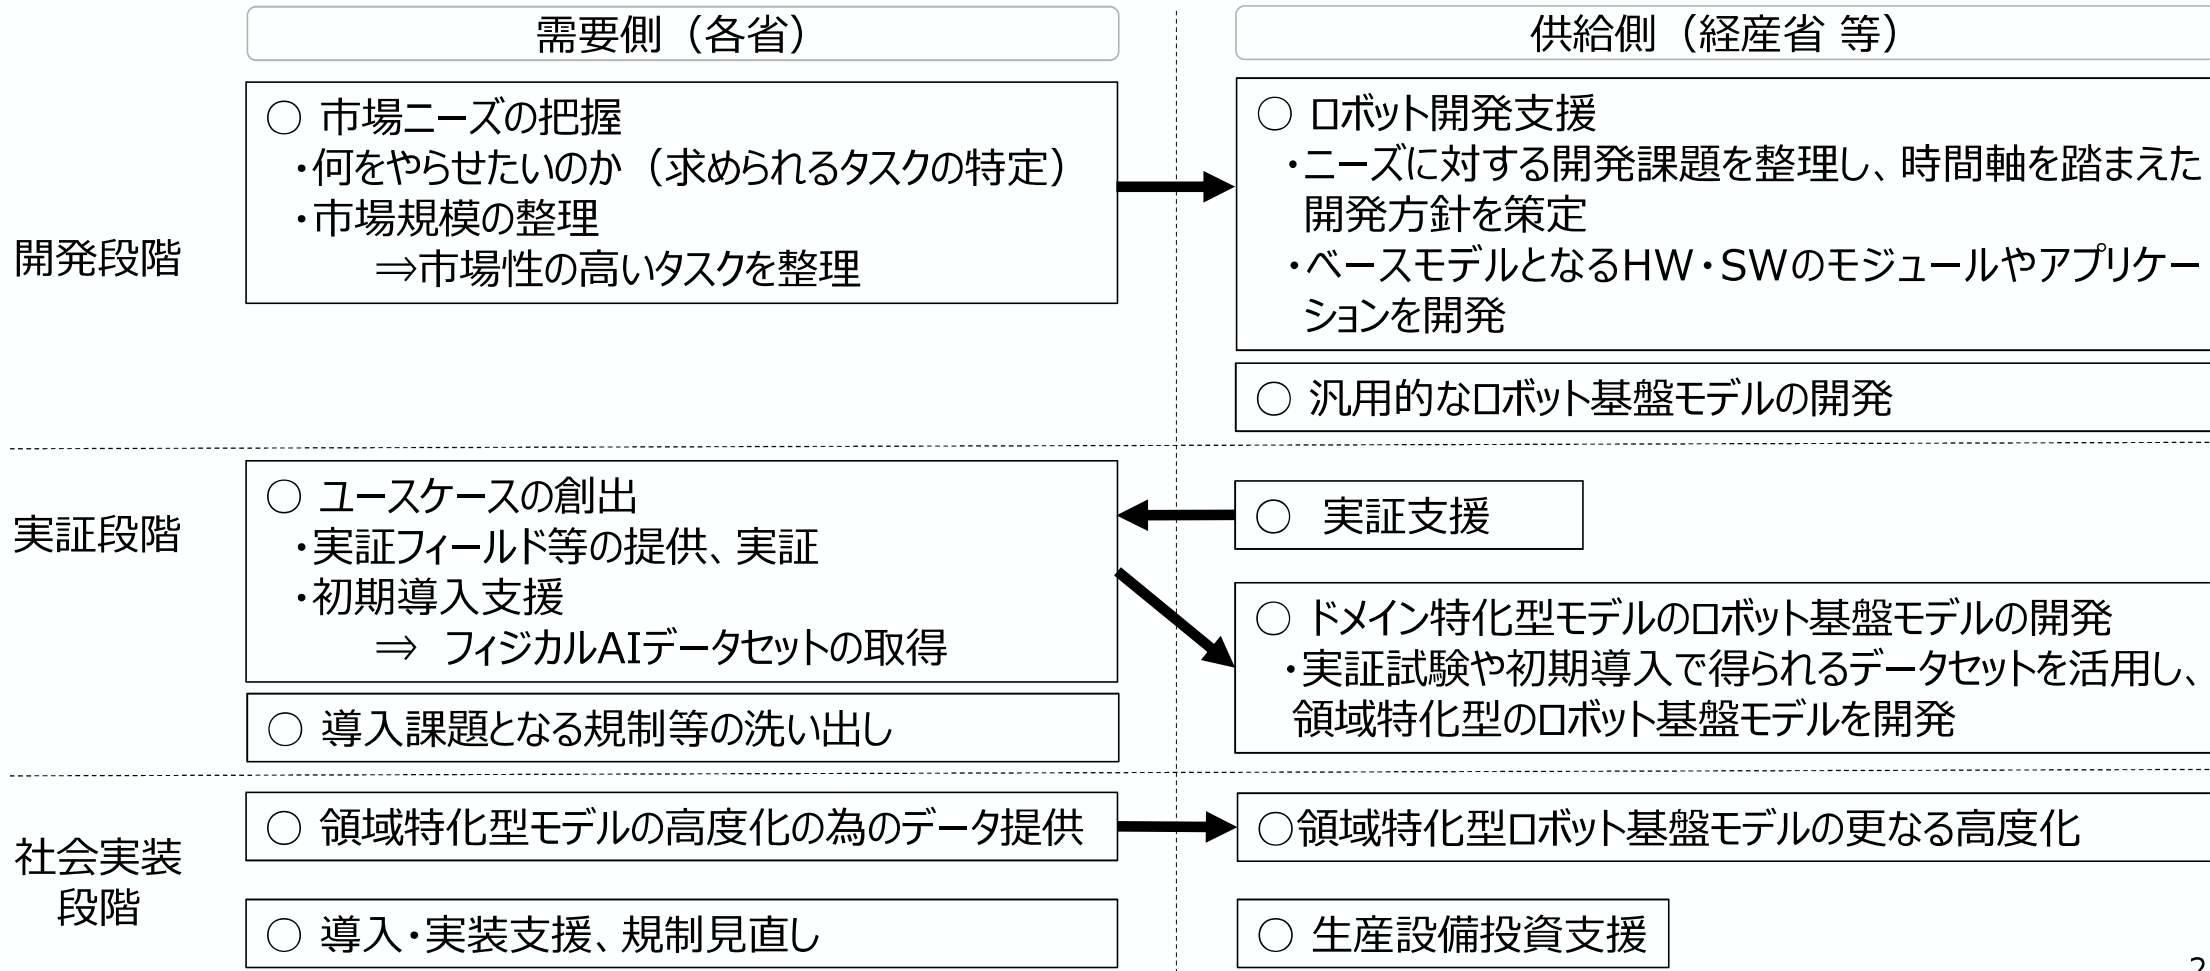 需要側（各省）
供給側（経産省 等）
開発段階
○ 市場ニーズの把握
・何をやらせたいのか（求められるタスクの特定）
・市場規模の整理
⇒市場性の高いタスクを整理
○ ロボット開発支援
・ニーズに対する開発課題を整理し、時間軸を踏まえた
開発方針を策定
・ベースモデルとなるHW・SWのモジュールやアプリケー
ションを開発
○ 汎用的なロボット基盤モデルの開発
実証段階
○ ユースケースの創出
・実証フィールド等の提供、実証
・初期導入支援
⇒ フィジカルAIデータセットの取得
○ 導入課題となる規制等の洗い出し
○ 実証支援
○ ドメイン特化型モデルのロボット基盤モデルの開発
・実証試験や初期導入で得られるデータセットを活用し、
領域特化型のロボット基盤モデルを開発
社会実装
段階
○ 領域特化型モデルの高度化の為のデータ提供
○領域特化型ロボット基盤モデルの更なる高度化
○ 導入・実装支援、規制見直し
○ 生産設備投資支援
2